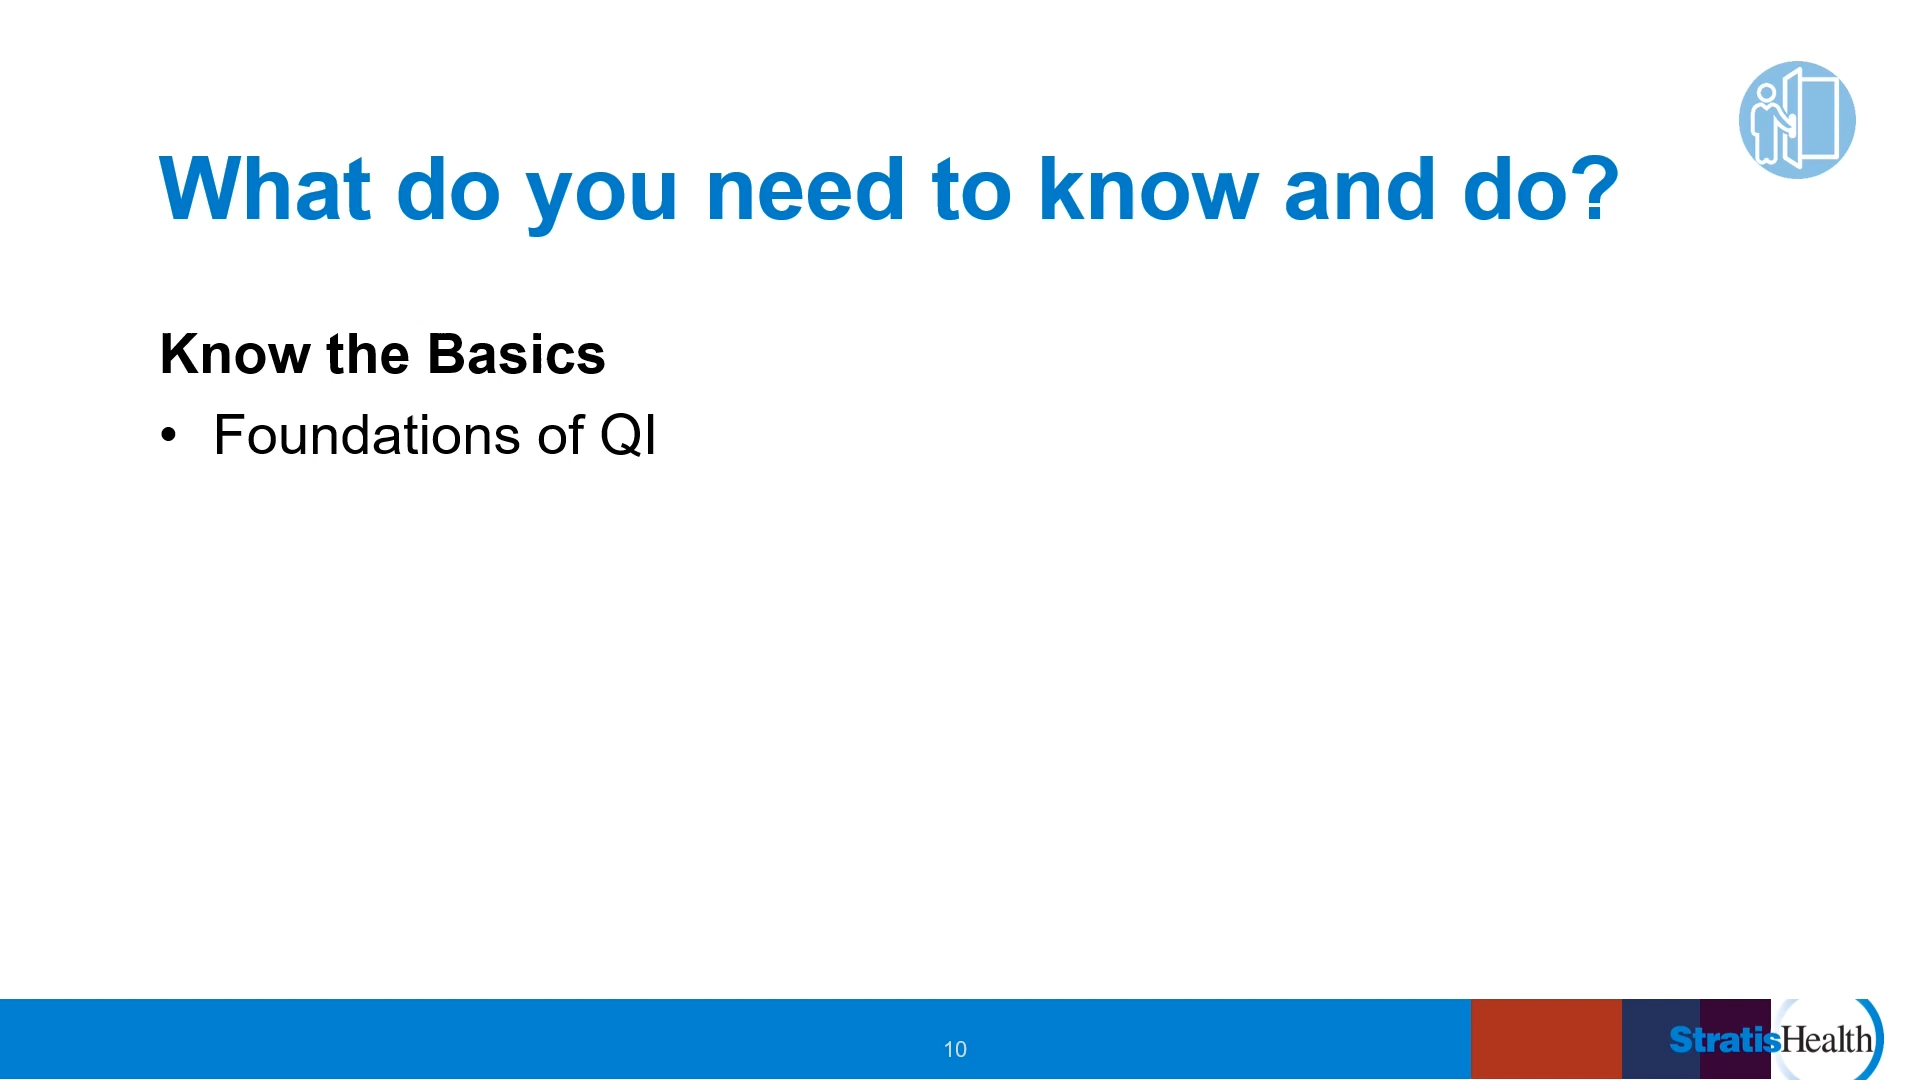 What do you need to know and do?
Know the Basics
• Foundations of QI
10
StratisHealth